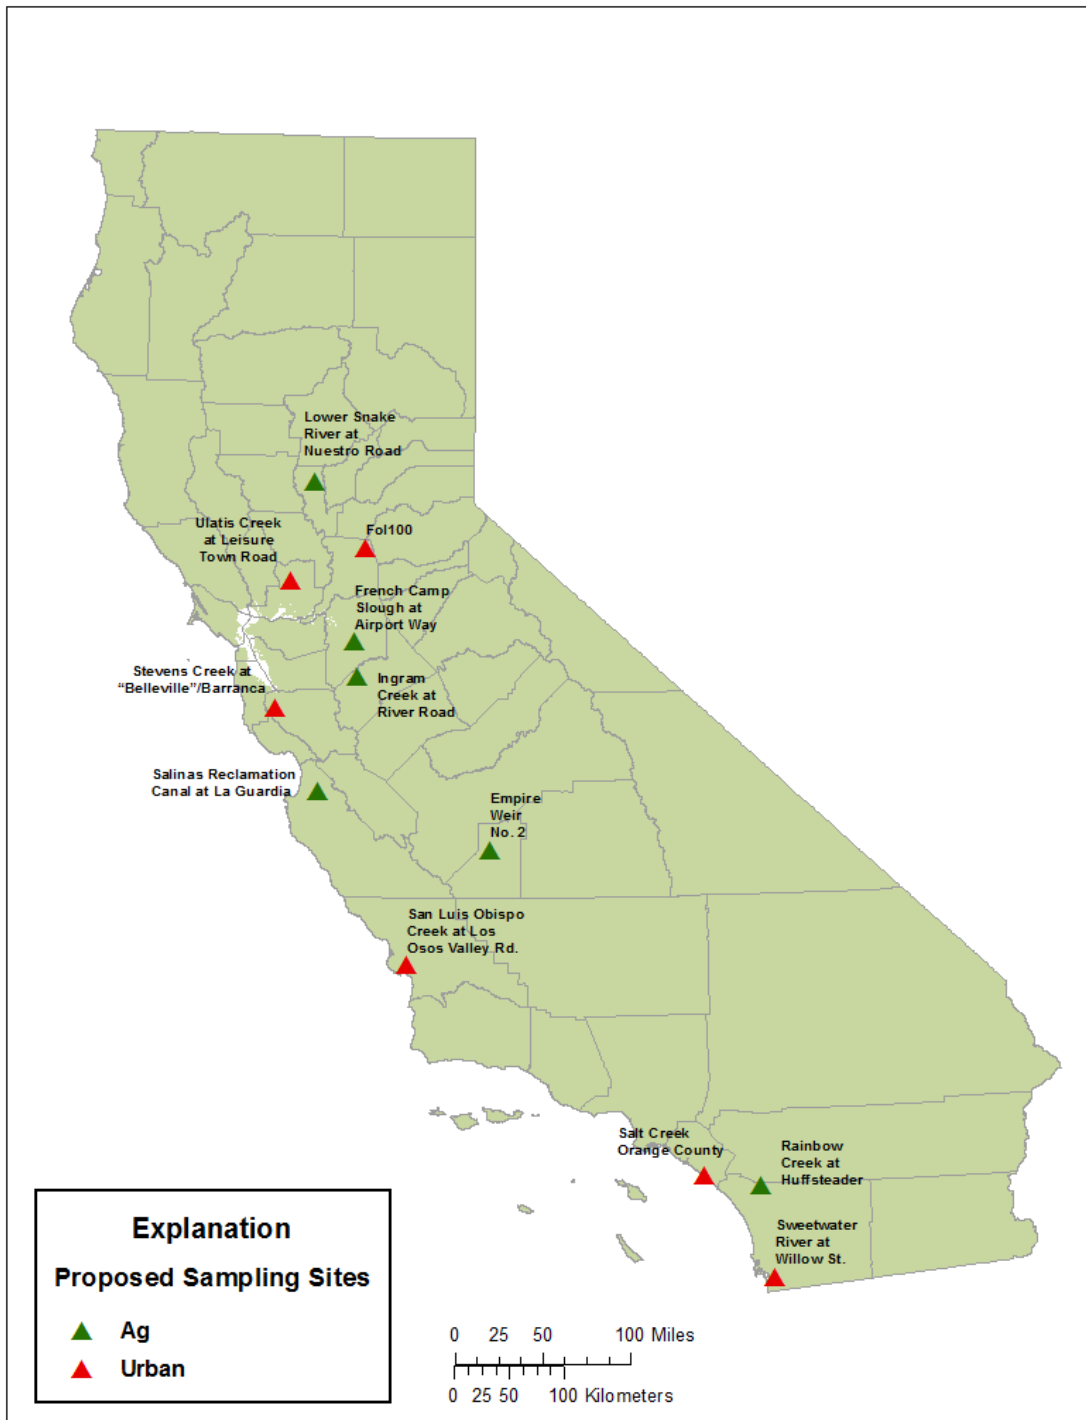 Lower Snake
River at
Nuestro Road
Ulatis Creek
at Leisure
Town Road
Fol100
French Camp
Slough at
Airport Way
Stevens Creek at
“Belleville”/Barranca
Ingram
Creek at
River Road
Salinas Reclamation
Canal at La Guardia
Empire
Weir
No. 2
San Luis Obispo
Creek at Los
Osos Valley Rd.
Salt Creek
Orange County
Rainbow
Creek at
Huffsteader
Sweetwater
River at
Willow St.
Explanation
Proposed Sampling Sites
Ag
Urban
0 25 50 100 Miles
0 25 50 100 Kilometers